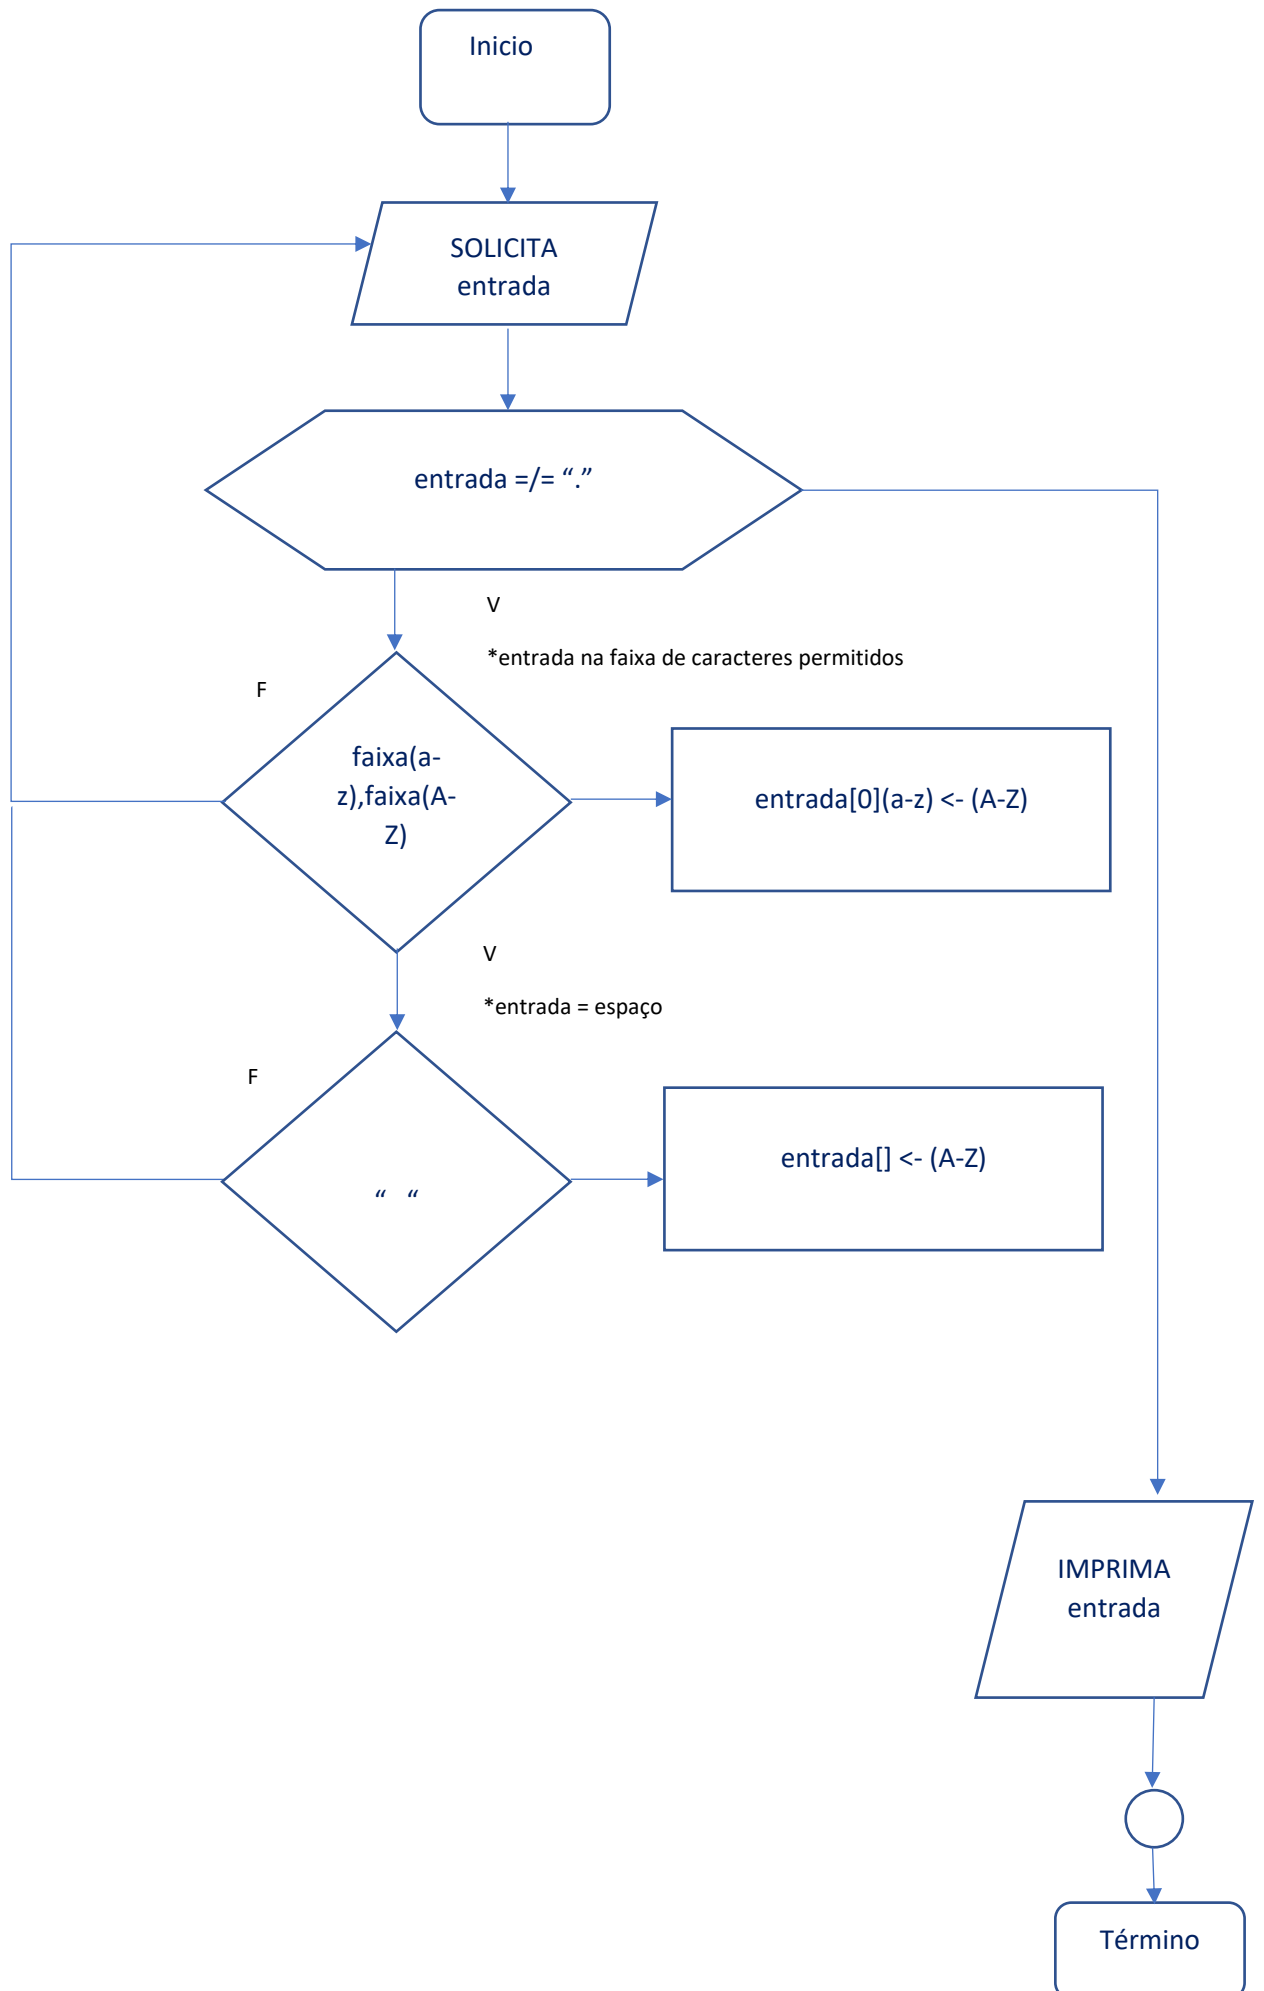 Inicio
SOLICITA
entrada
entrada =/= “.”
V
*entrada na faixa de caracteres permitidos
F
faixa(a-
z),faixa(A-
Z)
entrada[0](a-z) <- (A-Z)
V
*entrada = espaço
F
“ “
entrada[] <- (A-Z)
IMPRIMA
entrada
Término